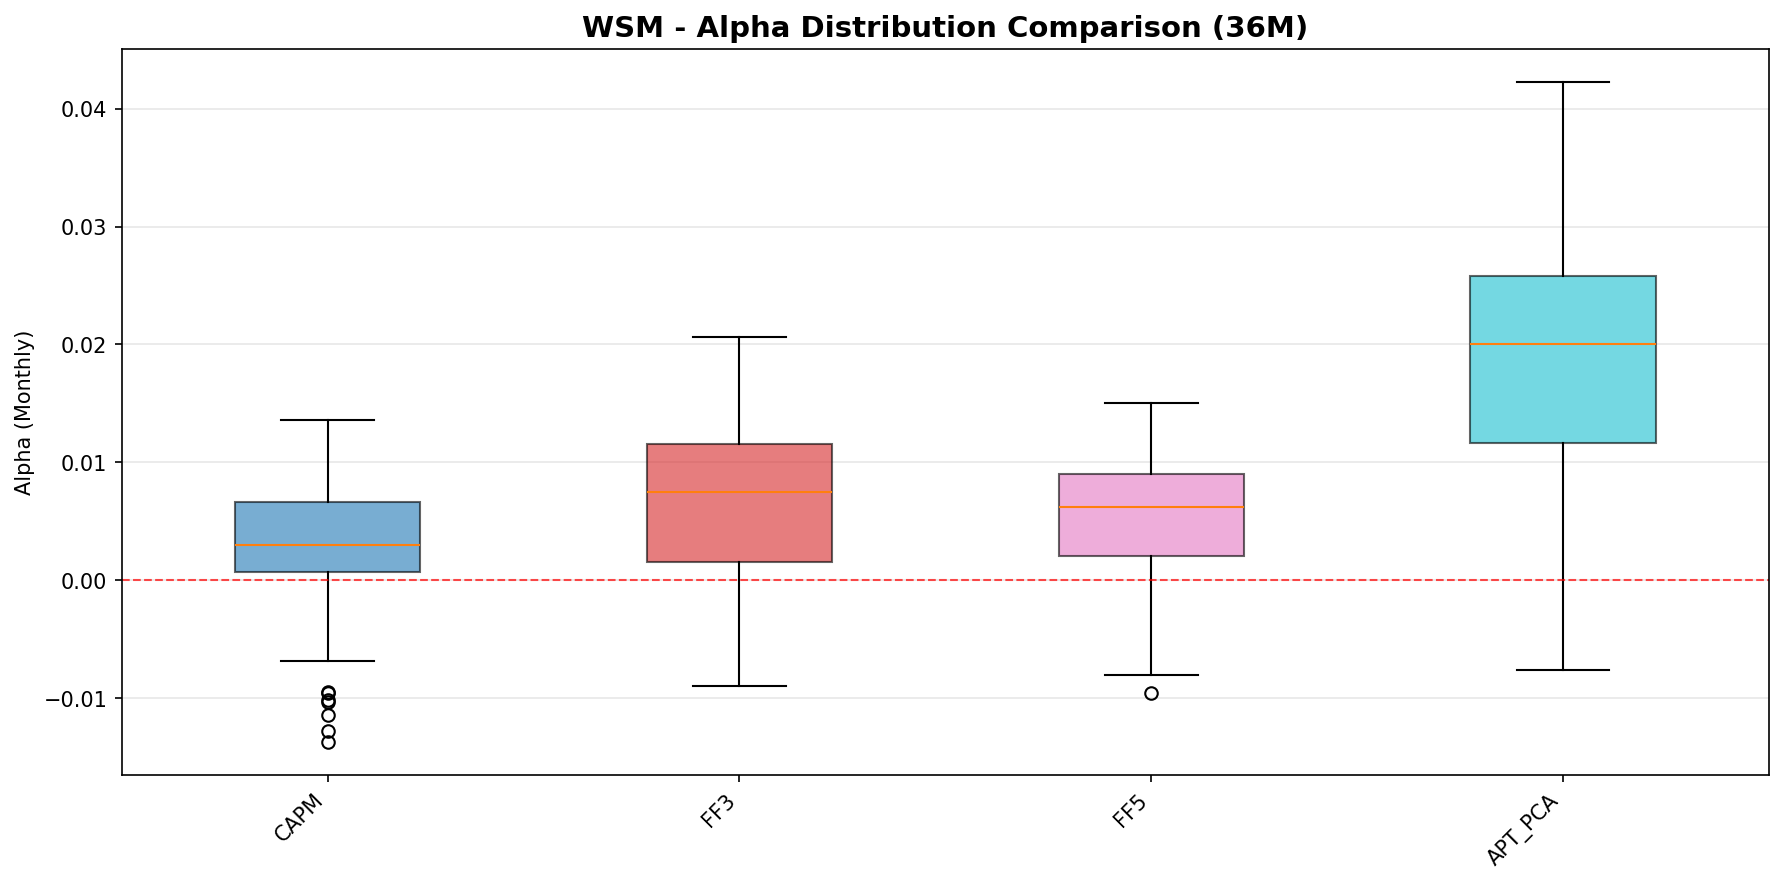 WSM - Alpha Distribution Comparison (36M)
Alpha (Monthly)
0.04
0.03
0.02
0.01
0.00
−0.01
CAPM
FF3
FF5
APT_PCA